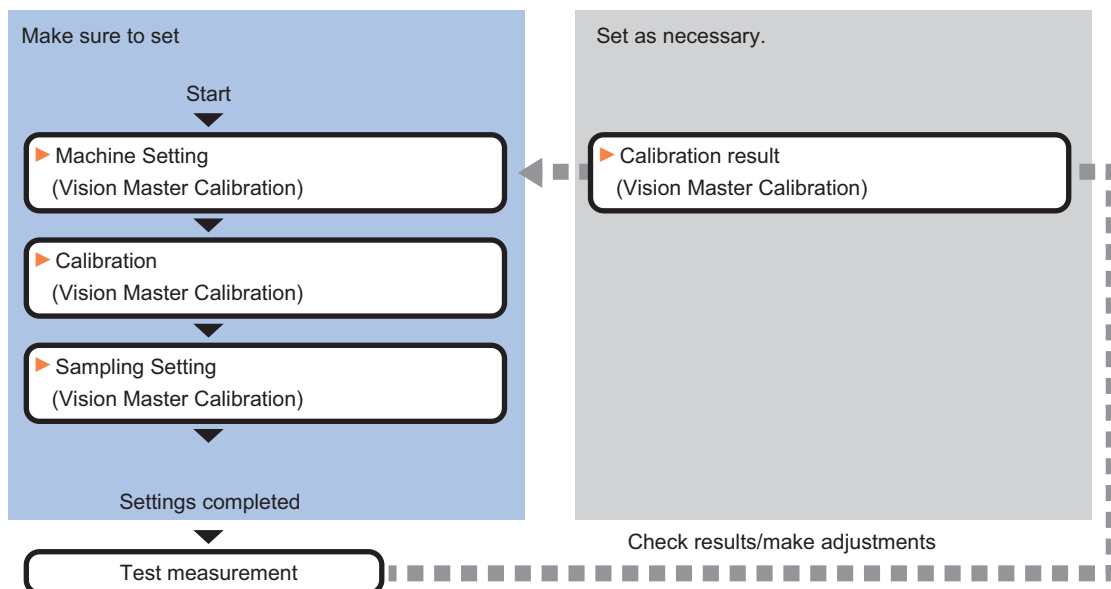 Make sure to set
Start
Machine Setting
(Vision Master Calibration)
Calibration
(Vision Master Calibration)
Sampling Setting
(Vision Master Calibration)
Settings completed
Test measurement
Set as necessary.
Calibration result
(Vision Master Calibration)
Check results/make adjustments